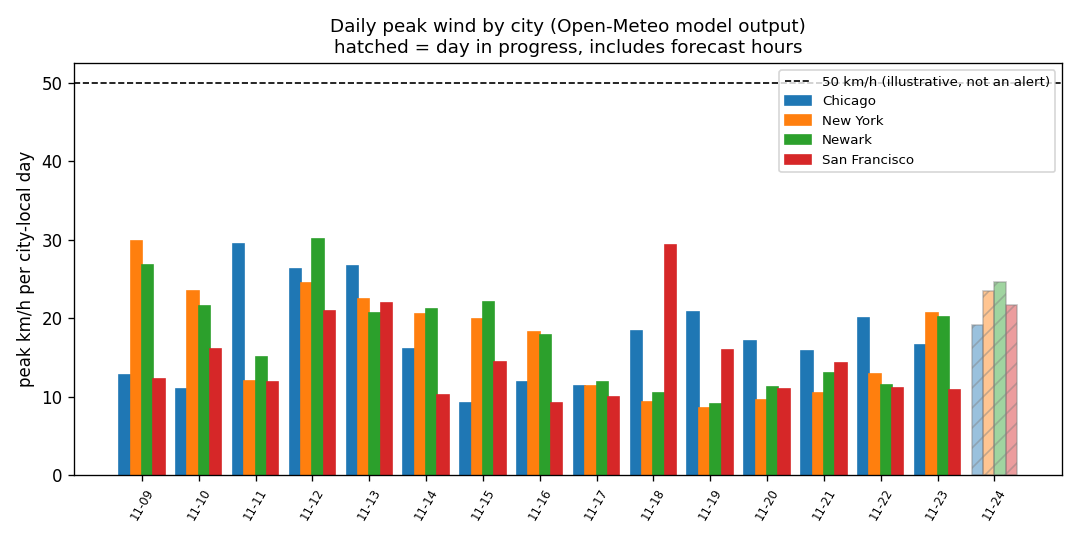 Daily peak wind by city (Open-Meteo model output)
hatched = day in progress, includes forecast hours
peak km/h per city-local day
50
40
30
20
10
0
50 km/h (illustrative, not an alert)
Chicago
New York
Newark
San Francisco
11-09
11-10
11-11
11-12
11-13
11-14
11-15
11-16
11-17
11-18
11-19
11-20
11-21
11-22
11-23
11-24